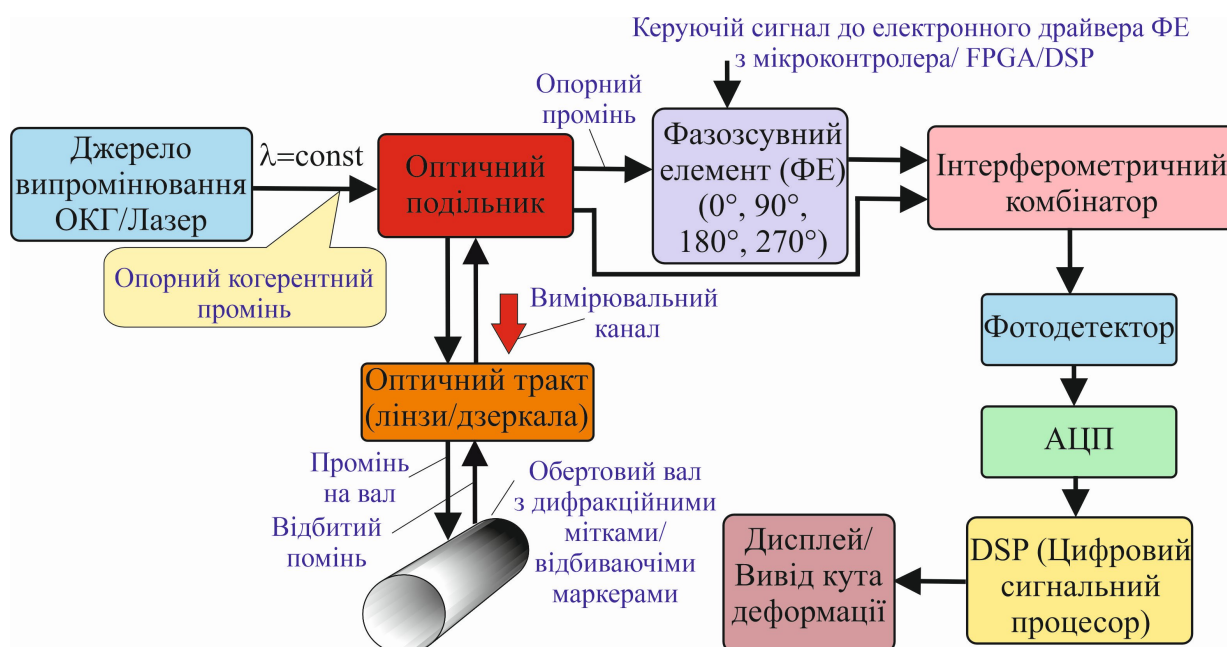 Керуючій сигнал до електронного драйвера ФЕ
з мікроконтролера/ FPGA/DSP
Опорний
промінь
Джерело
випромінювання
ОКГ/Лазер
λ=const
Оптичний
подільник
Фазозсувний
елемент (ФЕ)
(0°, 90°,
180°, 270°)
Інтерферометричний
комбінатор
Опорний когерентний
промінь
Вимірювальний
канал
Фотодетектор
Оптичний тракт
(лінзи/дзеркала)
АЦП
Промінь
на вал
Відбитий
помінь
Обертовий вал
з дифракційними
мітками/
відбиваючіми
маркерами
Дисплей/
Вивід кута
деформації
DSP (Цифровий
сигнальний
процесор)